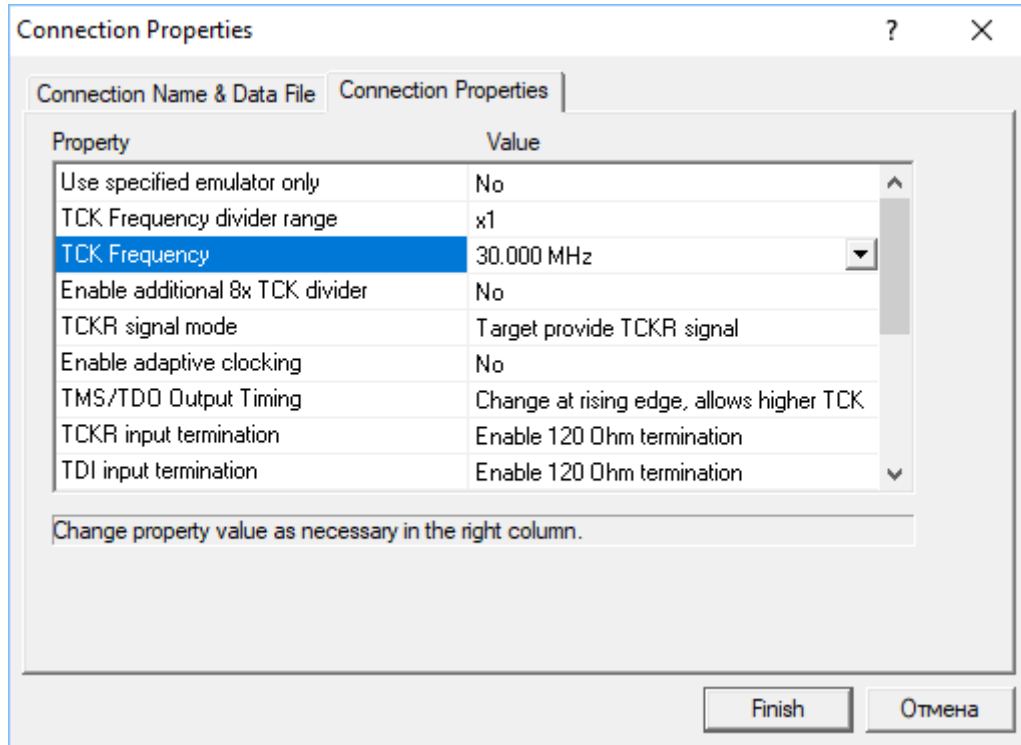 Connection Properties
Connection Name & Data File Connection Properties
Property Value
Use specified emulator only No
TCK Frequency divider range x1
TCK Frequency 30.000 MHz
Enable additional 8x TCK divider No
TCKR signal mode Target provide TCKR signal
Enable adaptive clocking No
TMS/TDO Output Timing Change at rising edge, allows higher TCK
TCKR input termination Enable 120 Ohm termination
TDI input termination Enable 120 Ohm termination
Change property value as necessary in the right column.
Finish Отмена